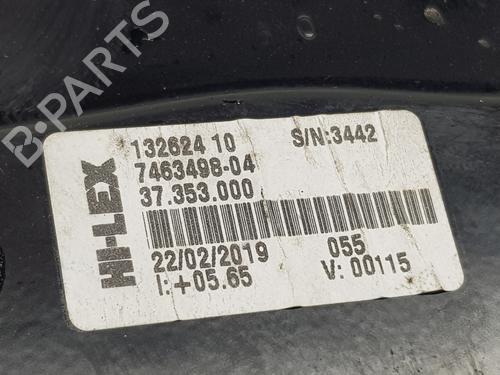 B-PARTS
HI-LEX
132624 10 S/N:3442
7463498-04
37.353.000
22/02/2019 055
I:+05.65 V: 00115